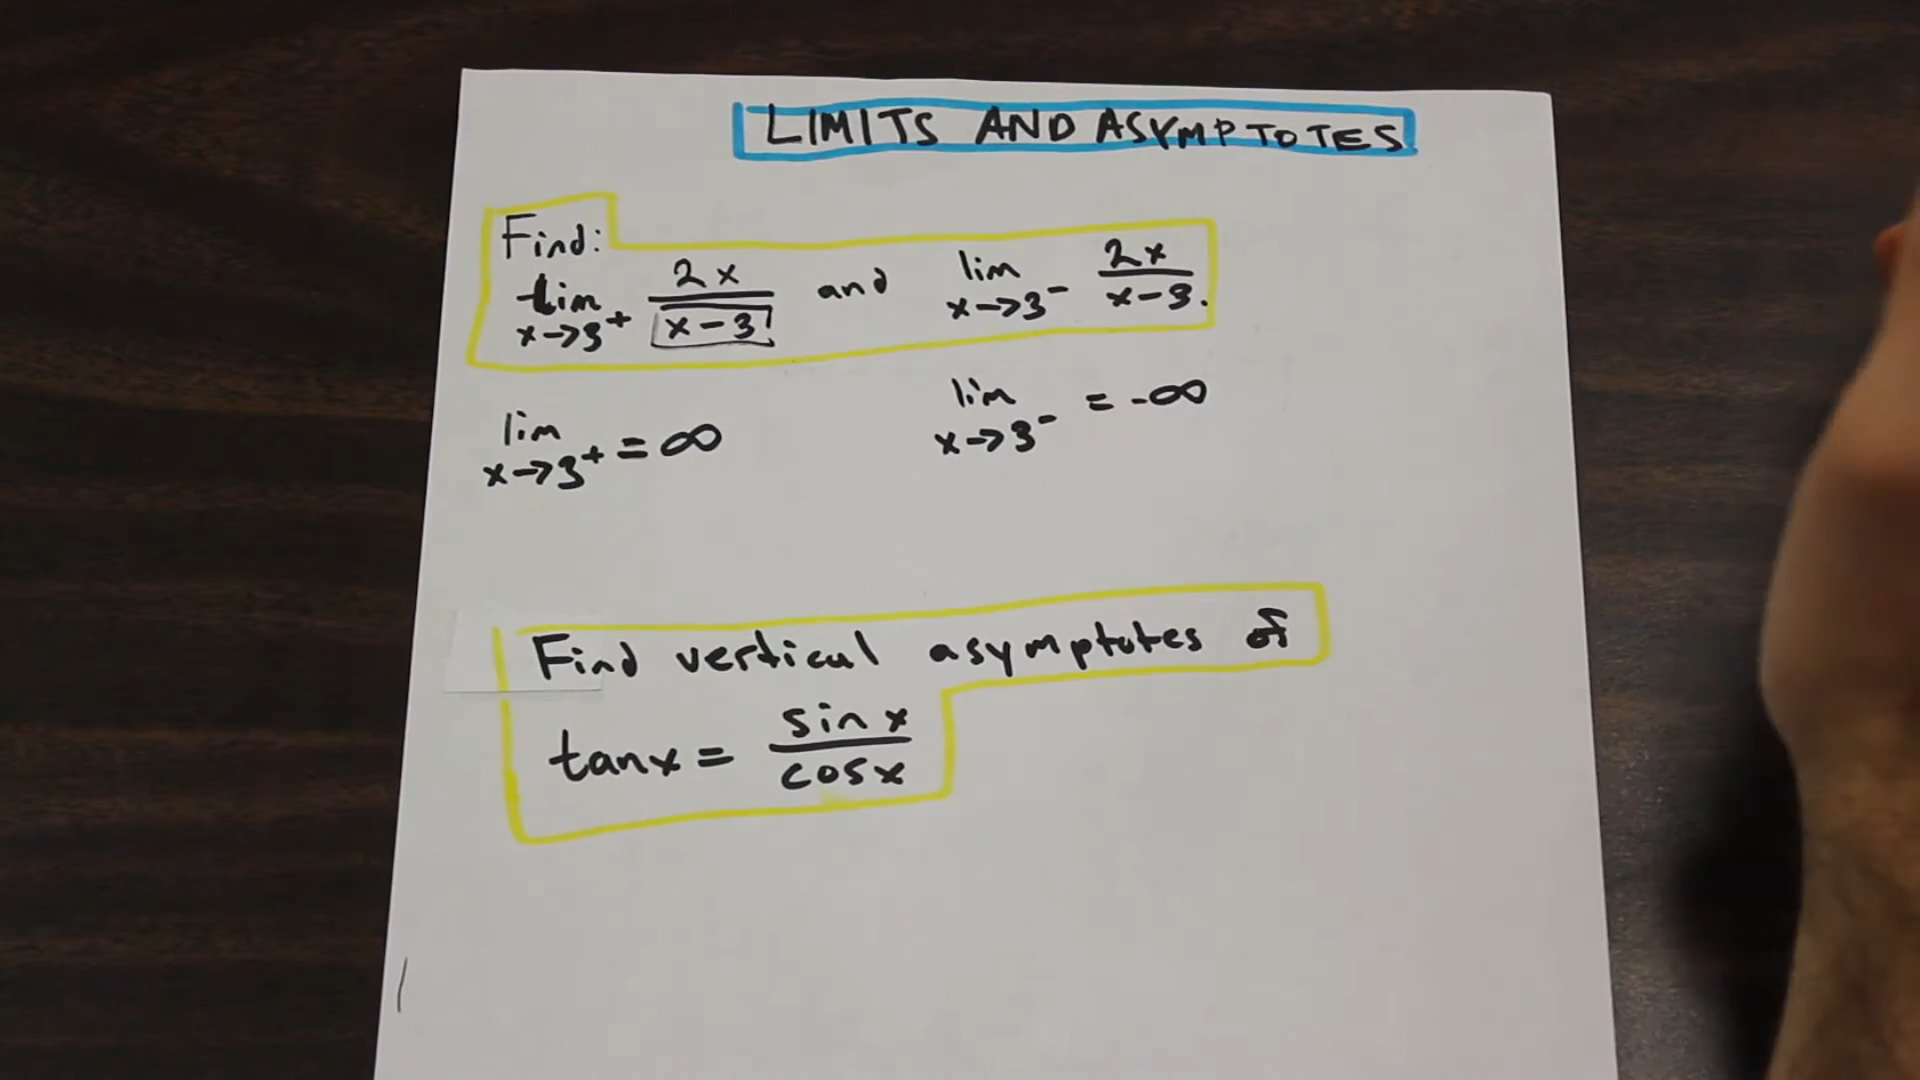 LIMITS AND ASYMPTOTES
Find:
lim x→3⁺ 2x/x-3 and lim x→3⁻ 2x/x-3.
lim x→3⁺ = ∞
lim x→3⁻ = -∞
Find vertical asymptotes of
tanx = sin x/cosx